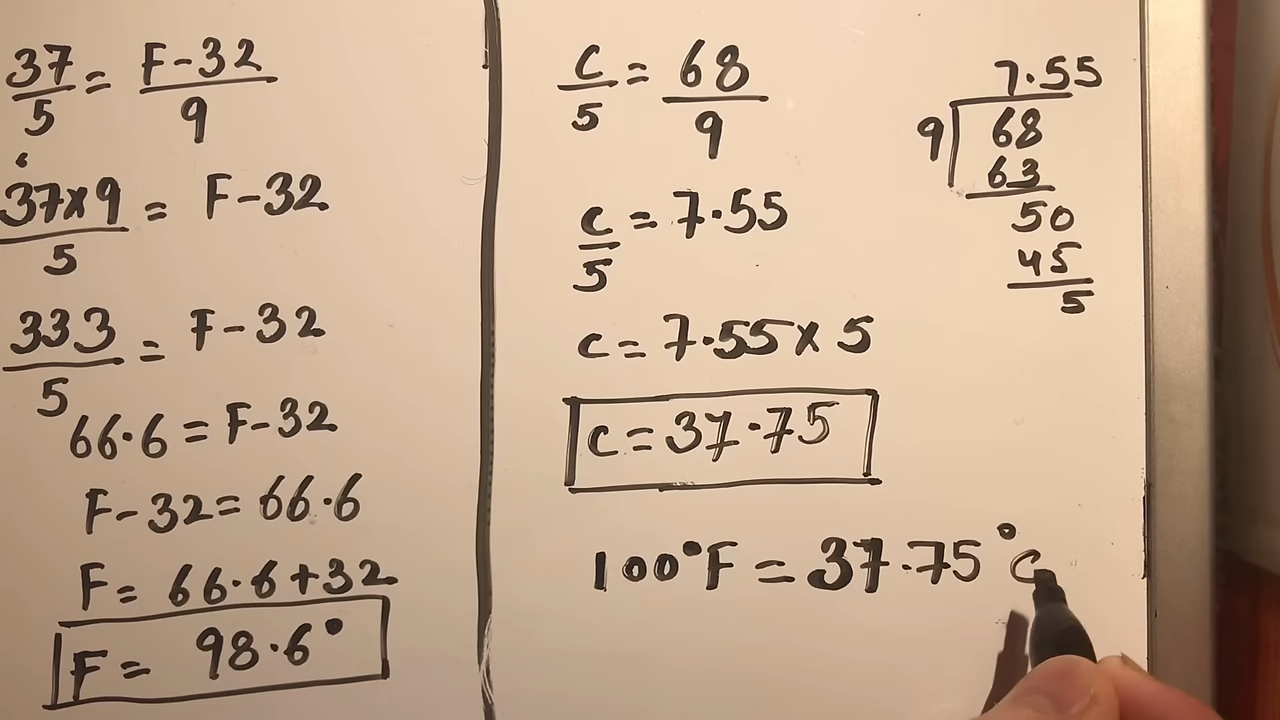 37/5 = F-32/9
37×9/5 = F-32
333/5 = F-32
66.6 = F-32
F-32 = 66.6
F = 66.6+32
F = 98.6°
C/5 = 68/9
C/5 = 7.55
C = 7.55 × 5
C = 37.75
100°F = 37.75°C
7.55
9 68
63
50
45
5